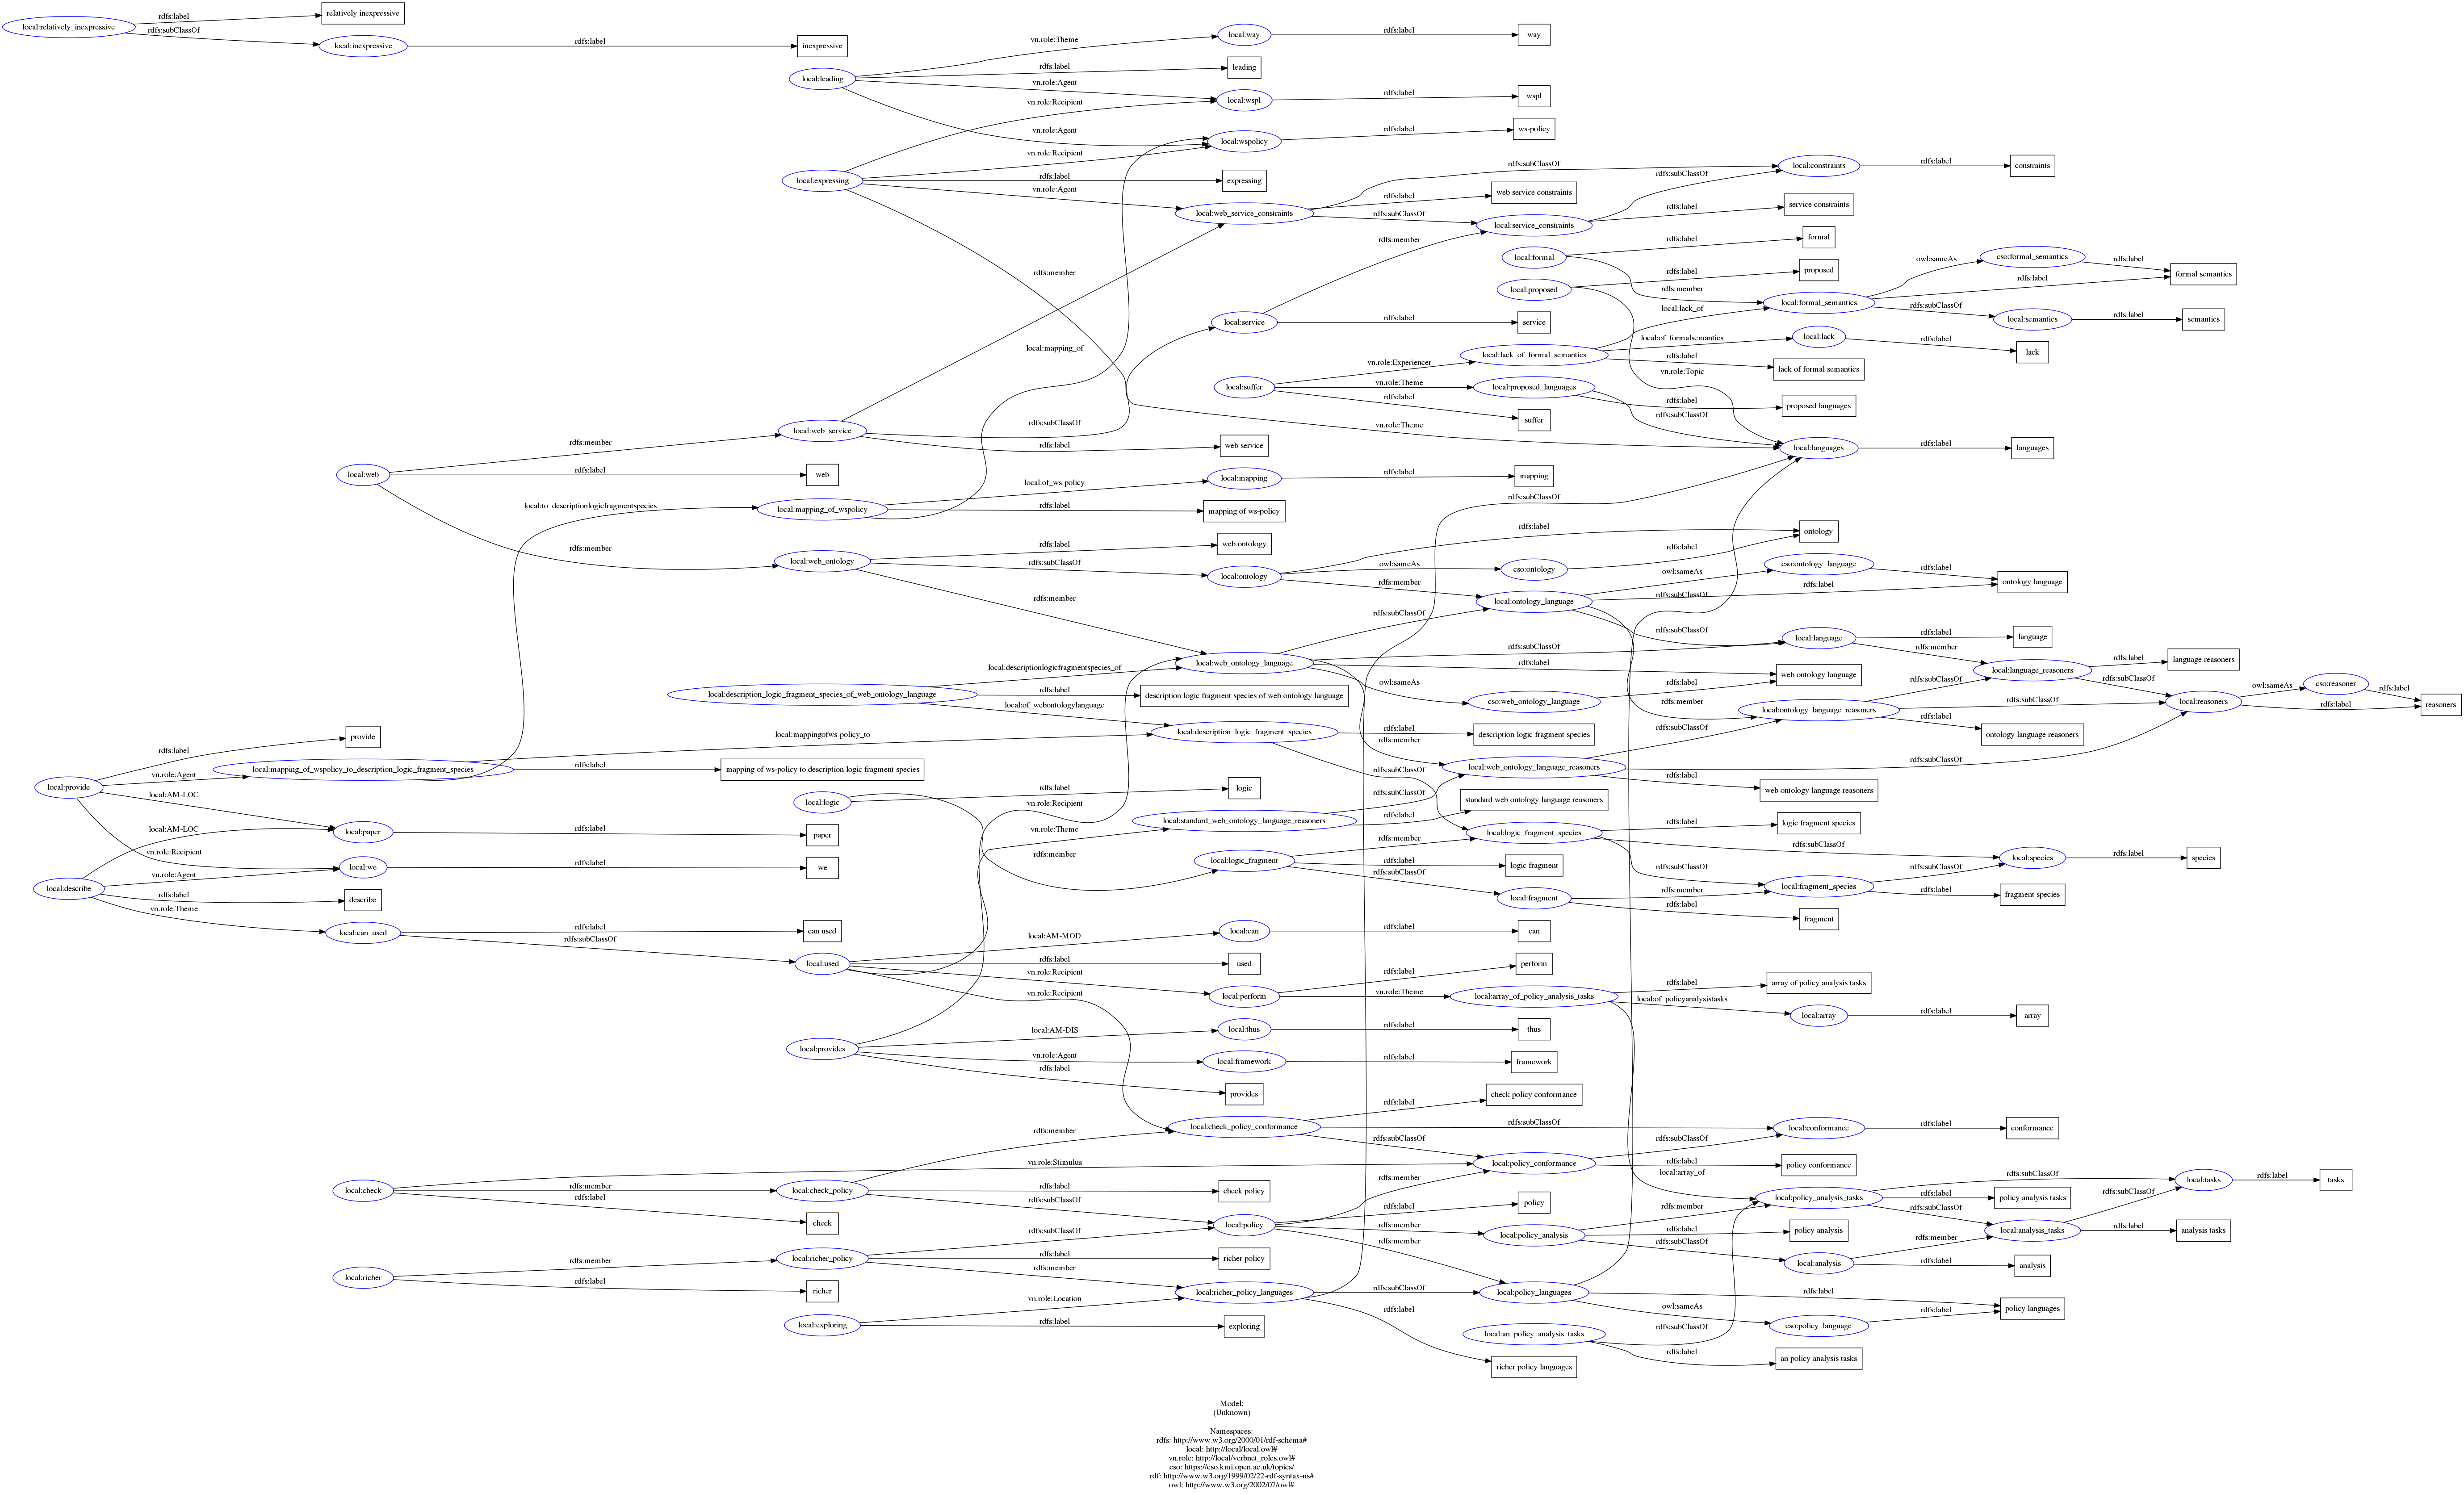 local:relatively_inexpressive
rdfs:label
relatively inexpressive
rdfs:subClassOf
local:inexpressive
rdfs:label
inexpressive
local:leading
vn.role:Theme
local:way
rdfs:label
way
rdfs:label
leading
vn.role:Agent
local:wspl
rdfs:label
wspl
vn.role:Recipient
vn.role:Agent
local:wspolicy
rdfs:label
ws-policy
local:expressing
vn.role:Recipient
rdfs:label
expressing
vn.role:Agent
local:web_service_constraints
rdfs:label
web service constraints
rdfs:subClassOf
local:constraints
rdfs:label
constraints
rdfs:subClassOf
local:service_constraints
rdfs:subClassOf
rdfs:label
service constraints
rdfs:member
rdfs:member
local:formal
rdfs:label
formal
rdfs:member
local:proposed
rdfs:label
proposed
local:formal_semantics
owl:sameAs
cso:formal_semantics
rdfs:label
rdfs:label
formal semantics
rdfs:subClassOf
local:semantics
rdfs:label
semantics
local:lack_of
local:service
rdfs:label
service
local:mapping_of
local:suffer
vn.role:Experiencer
local:lack_of_formal_semantics
local:of_formalsemantics
local:lack
rdfs:label
lack
rdfs:label
lack of formal semantics
vn.role:Topic
vn.role:Theme
local:proposed_languages
rdfs:label
proposed languages
rdfs:subClassOf
rdfs:label
suffer
vn.role:Theme
local:languages
rdfs:label
languages
local:web_service
rdfs:subClassOf
rdfs:label
web service
local:web
rdfs:member
rdfs:label
web
rdfs:member
local:to_descriptionlogicfragmentspecies
local:mapping_of_wspolicy
local:of_ws-policy
local:mapping
rdfs:label
mapping
rdfs:label
mapping of ws-policy
rdfs:subClassOf
local:web_ontology
rdfs:label
web ontology
rdfs:subClassOf
local:ontology
rdfs:label
ontology
owl:sameAs
cso:ontology
rdfs:label
rdfs:member
local:ontology_language
owl:sameAs
cso:ontology_language
rdfs:label
rdfs:label
ontology language
rdfs:subClassOf
rdfs:member
rdfs:subClassOf
rdfs:subClassOf
local:language
rdfs:label
language
rdfs:member
local:description_logic_fragment_species_of_web_ontology_language
local:descriptionlogicfragmentspecies_of
local:web_ontology_language
rdfs:subClassOf
rdfs:label
web ontology language
owl:sameAs
cso:web_ontology_language
rdfs:label
rdfs:label
description logic fragment species of web ontology language
local:of_webontologylanguage
local:language_reasoners
rdfs:label
language reasoners
rdfs:subClassOf
rdfs:subClassOf
rdfs:member
local:ontology_language_reasoners
rdfs:subClassOf
rdfs:label
ontology language reasoners
local:reasoners
owl:sameAs
cso:reasoner
rdfs:label
rdfs:label
reasoners
local:description_logic_fragment_species
rdfs:label
description logic fragment species
rdfs:member
rdfs:subClassOf
rdfs:subClassOf
local:web_ontology_language_reasoners
rdfs:subClassOf
rdfs:label
web ontology language reasoners
local:provide
rdfs:label
provide
vn.role:Agent
local:mapping_of_wspolicy_to_description_logic_fragment_species
local:mappingofws-policy_to
rdfs:label
mapping of ws-policy to description logic fragment species
local:AM-LOC
local:logic
rdfs:label
logic
vn.role:Recipient
rdfs:subClassOf
rdfs:label
standard web ontology language reasoners
local:standard_web_ontology_language_reasoners
vn.role:Theme
rdfs:member
local:AM-LOC
local:paper
rdfs:label
paper
vn.role:Recipient
local:logic_fragment_species
rdfs:label
logic fragment species
rdfs:subClassOf
local:species
rdfs:label
species
local:logic_fragment
rdfs:member
rdfs:label
logic fragment
rdfs:subClassOf
local:fragment
rdfs:subClassOf
rdfs:member
local:fragment_species
rdfs:subClassOf
rdfs:label
fragment species
rdfs:label
fragment
local:describe
vn.role:Agent
local:we
rdfs:label
we
rdfs:label
describe
vn.role:Theme
local:can_used
rdfs:label
can used
rdfs:subClassOf
local:used
local:AM-MOD
local:can
rdfs:label
can
rdfs:label
used
vn.role:Recipient
local:perform
rdfs:label
perform
vn.role:Theme
local:array_of_policy_analysis_tasks
rdfs:label
array of policy analysis tasks
local:of_policyanalysistasks
local:array
rdfs:label
array
vn.role:Recipient
local:provides
local:AM-DIS
local:thus
rdfs:label
thus
vn.role:Agent
local:framework
rdfs:label
framework
rdfs:label
provides
local:check_policy_conformance
rdfs:label
check policy conformance
rdfs:subClassOf
local:conformance
rdfs:label
conformance
rdfs:subClassOf
rdfs:member
vn.role:Stimulus
local:policy_conformance
rdfs:subClassOf
rdfs:label
policy conformance
local:array_of
local:check
rdfs:member
local:check_policy
rdfs:label
check policy
rdfs:subClassOf
rdfs:label
check
rdfs:member
local:policy
rdfs:label
policy
rdfs:member
local:policy_analysis
rdfs:member
rdfs:label
policy analysis
rdfs:subClassOf
local:policy_analysis_tasks
rdfs:subClassOf
local:tasks
rdfs:label
tasks
rdfs:label
policy analysis tasks
rdfs:subClassOf
local:analysis_tasks
rdfs:subClassOf
rdfs:label
analysis tasks
local:analysis
rdfs:member
rdfs:label
analysis
rdfs:member
local:richer
rdfs:member
local:richer_policy
rdfs:subClassOf
rdfs:label
richer policy
rdfs:member
rdfs:label
richer
local:richer_policy_languages
rdfs:subClassOf
local:policy_languages
rdfs:label
policy languages
owl:sameAs
cso:policy_language
rdfs:label
local:exploring
vn.role:Location
rdfs:label
exploring
rdfs:label
richer policy languages
local:an_policy_analysis_tasks
rdfs:subClassOf
rdfs:label
an policy analysis tasks
Model:
(Unknown)
Namespaces:
rdfs: http://www.w3.org/2000/01/rdf-schema#
local: http://local/local.owl#
vn.role: http://local/verbnet_roles.owl#
cso: https://cso.kmi.open.ac.uk/topics/
rdf: http://www.w3.org/1999/02/22-rdf-syntax-ns#
owl: http://www.w3.org/2002/07/owl#